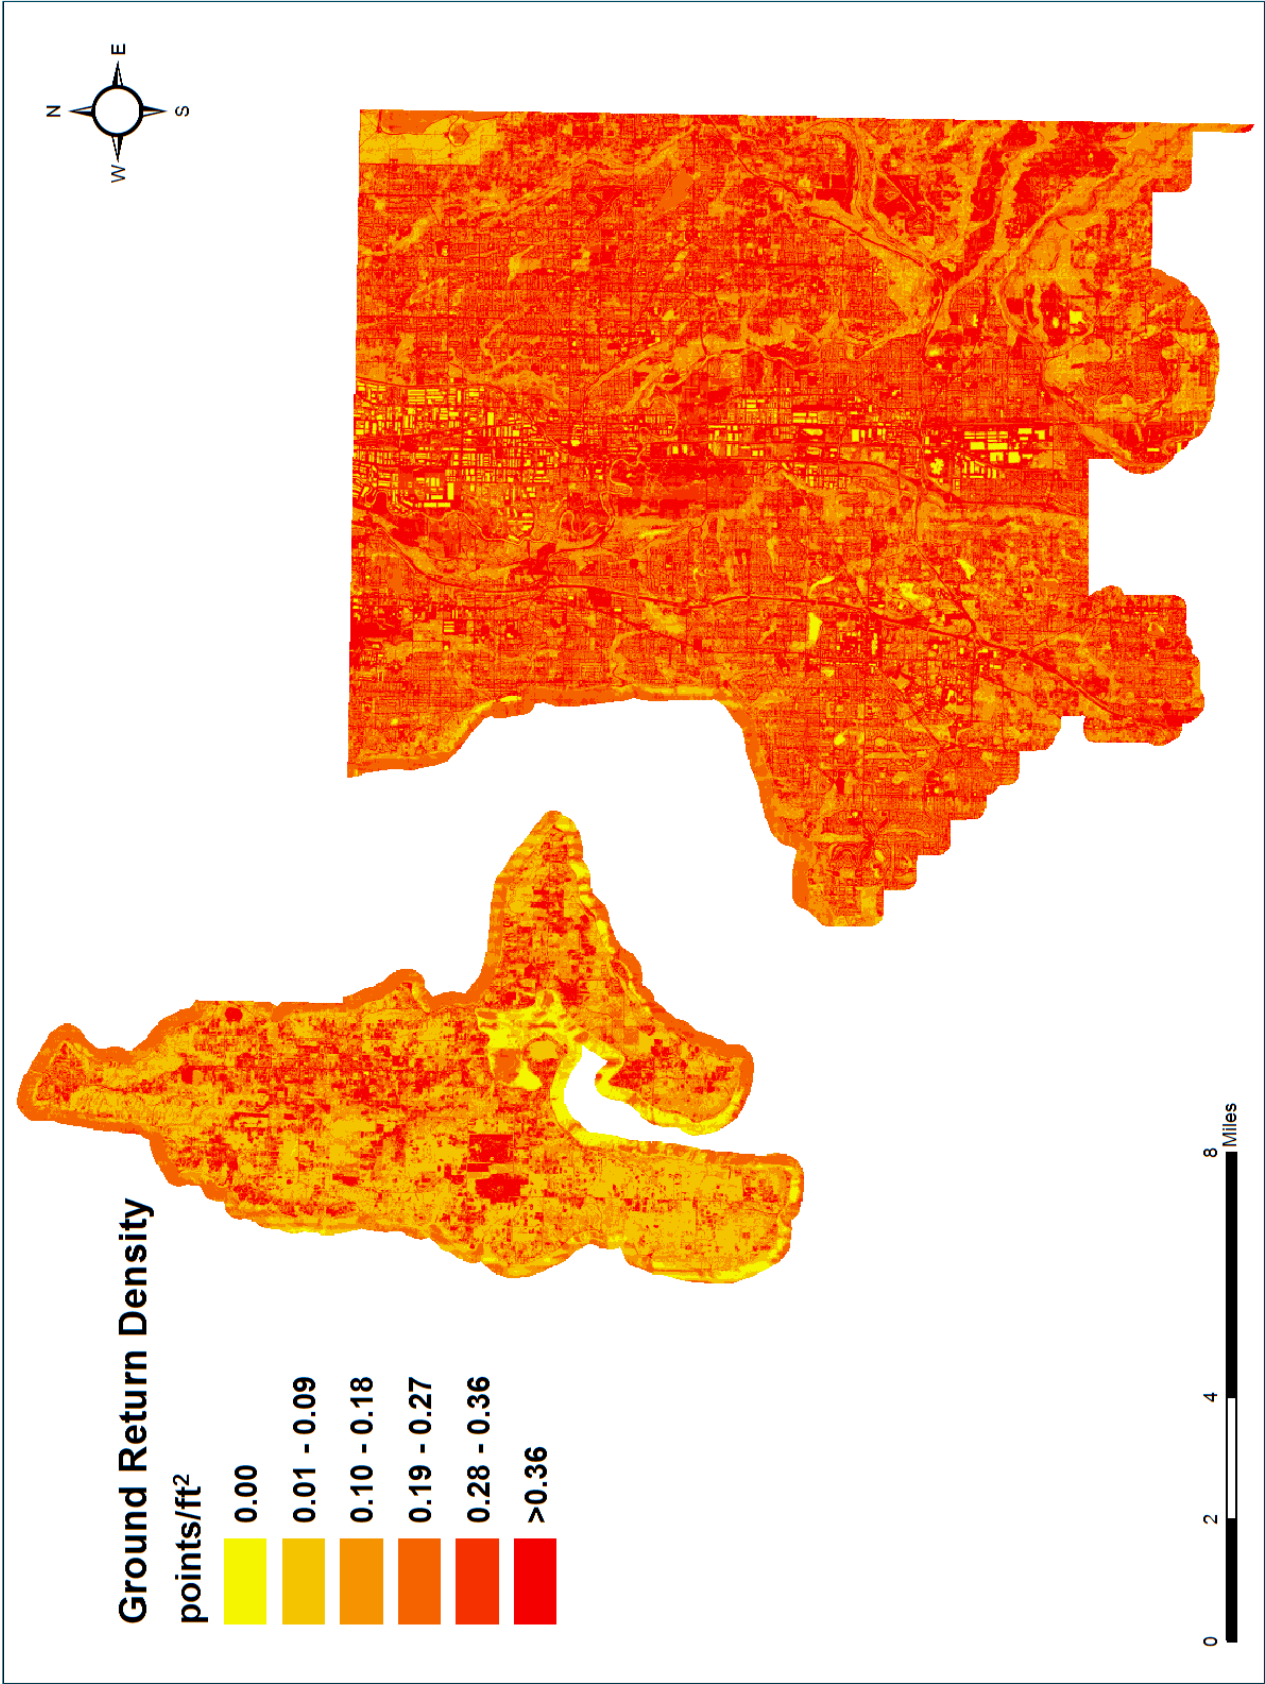 Ground Return Density
points/ft²
0.00
0.01 - 0.09
0.10 - 0.18
0.19 - 0.27
0.28 - 0.36
>0.36
N
W
E
S
0 2 4 8
Miles